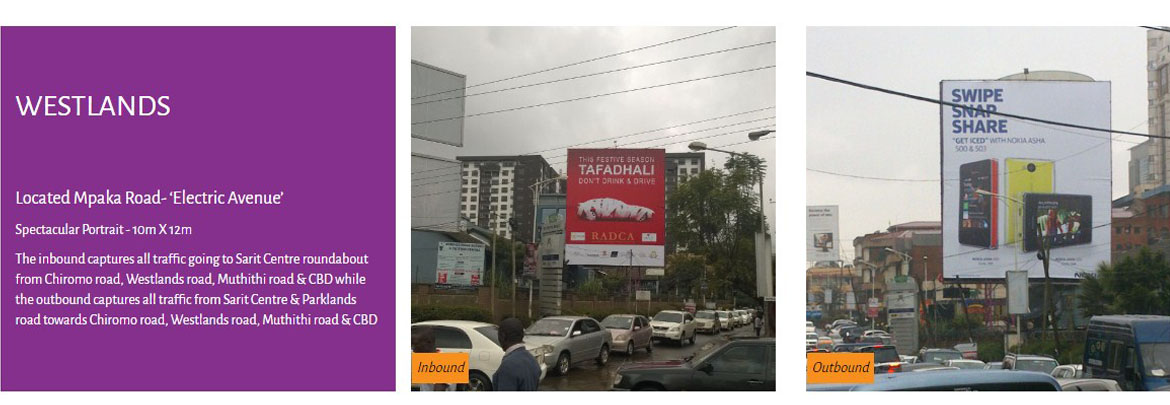 WESTLANDS
Located Mpaka Road- ‘Electric Avenue’
Spectacular Portrait - 10m X 12m
The inbound captures all traffic going to Sarit Centre roundabout
from Chiromo road, Westlands road, Muthithi road & CBD while
the outbound captures all traffic from Sarit Centre & Parklands
road towards Chiromo road, Westlands road, Muthithi road & CBD
THIS FESTIVE SEASON
TAFADHALI
DON'T DRINK & DRIVE
RADCA
Inbound
SWIPE
SNAP
SHARE
"GET ICED" WITH NOKIA ASHA
500 & 503
Outbound